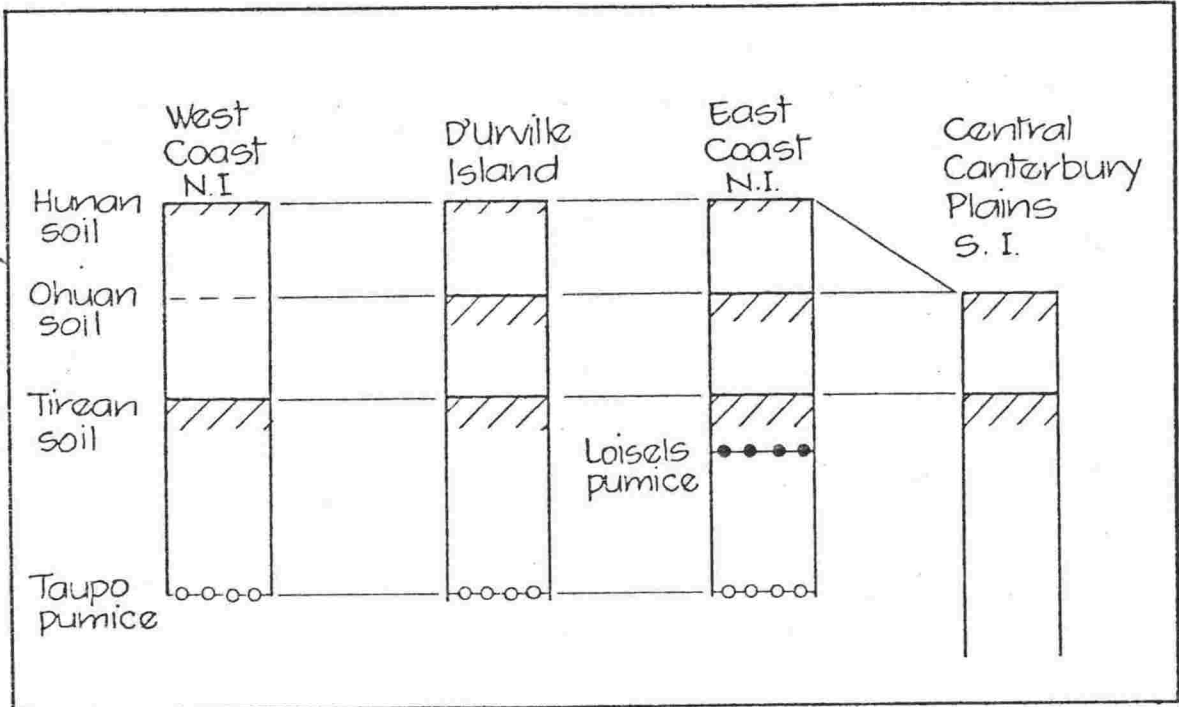 West
Coast
N.I
D'Urville
Island
East
Coast
N.I.
Central
Canterbury
Plains
S. I.
Hunan
soil
Ohuan
soil
Tirean
soil
Loisels
pumice
Taupo
pumice